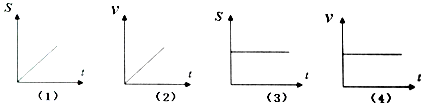 S V S V
t t t t
(1) (2) (3) (4)